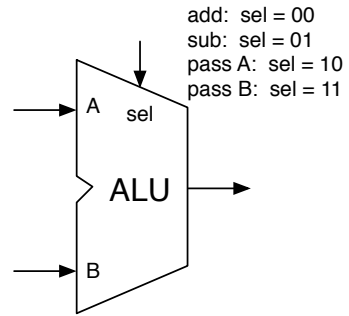 add: sel = 00
sub: sel = 01
pass A: sel = 10
pass B: sel = 11
A
sel
ALU
B